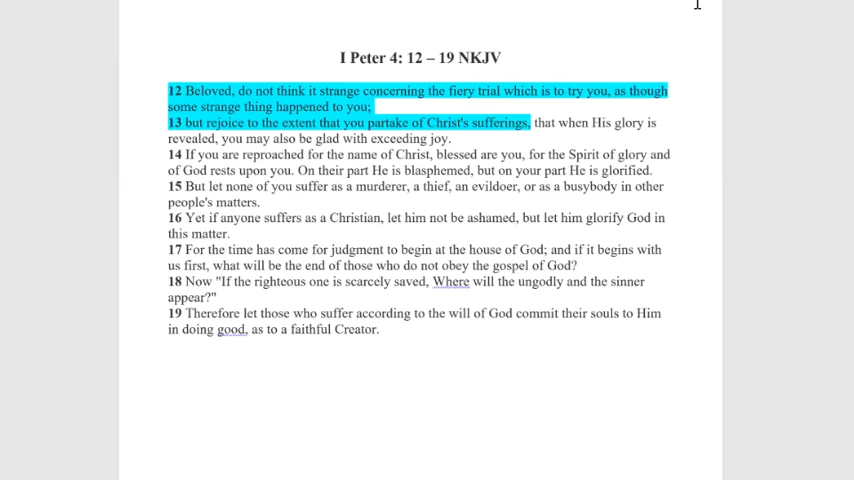 I Peter 4: 12 – 19 NKJV
12 Beloved, do not think it strange concerning the fiery trial which is to try you, as though
some strange thing happened to you;
13 but rejoice to the extent that you partake of Christ's sufferings, that when His glory is
revealed, you may also be glad with exceeding joy.
14 If you are reproached for the name of Christ, blessed are you, for the Spirit of glory and
of God rests upon you. On their part He is blasphemed, but on your part He is glorified.
15 But let none of you suffer as a murderer, a thief, an evildoer, or as a busybody in other
people's matters.
16 Yet if anyone suffers as a Christian, let him not be ashamed, but let him glorify God in
this matter.
17 For the time has come for judgment to begin at the house of God; and if it begins with
us first, what will be the end of those who do not obey the gospel of God?
18 Now "If the righteous one is scarcely saved, Where will the ungodly and the sinner
appear?"
19 Therefore let those who suffer according to the will of God commit their souls to Him
in doing good, as to a faithful Creator.